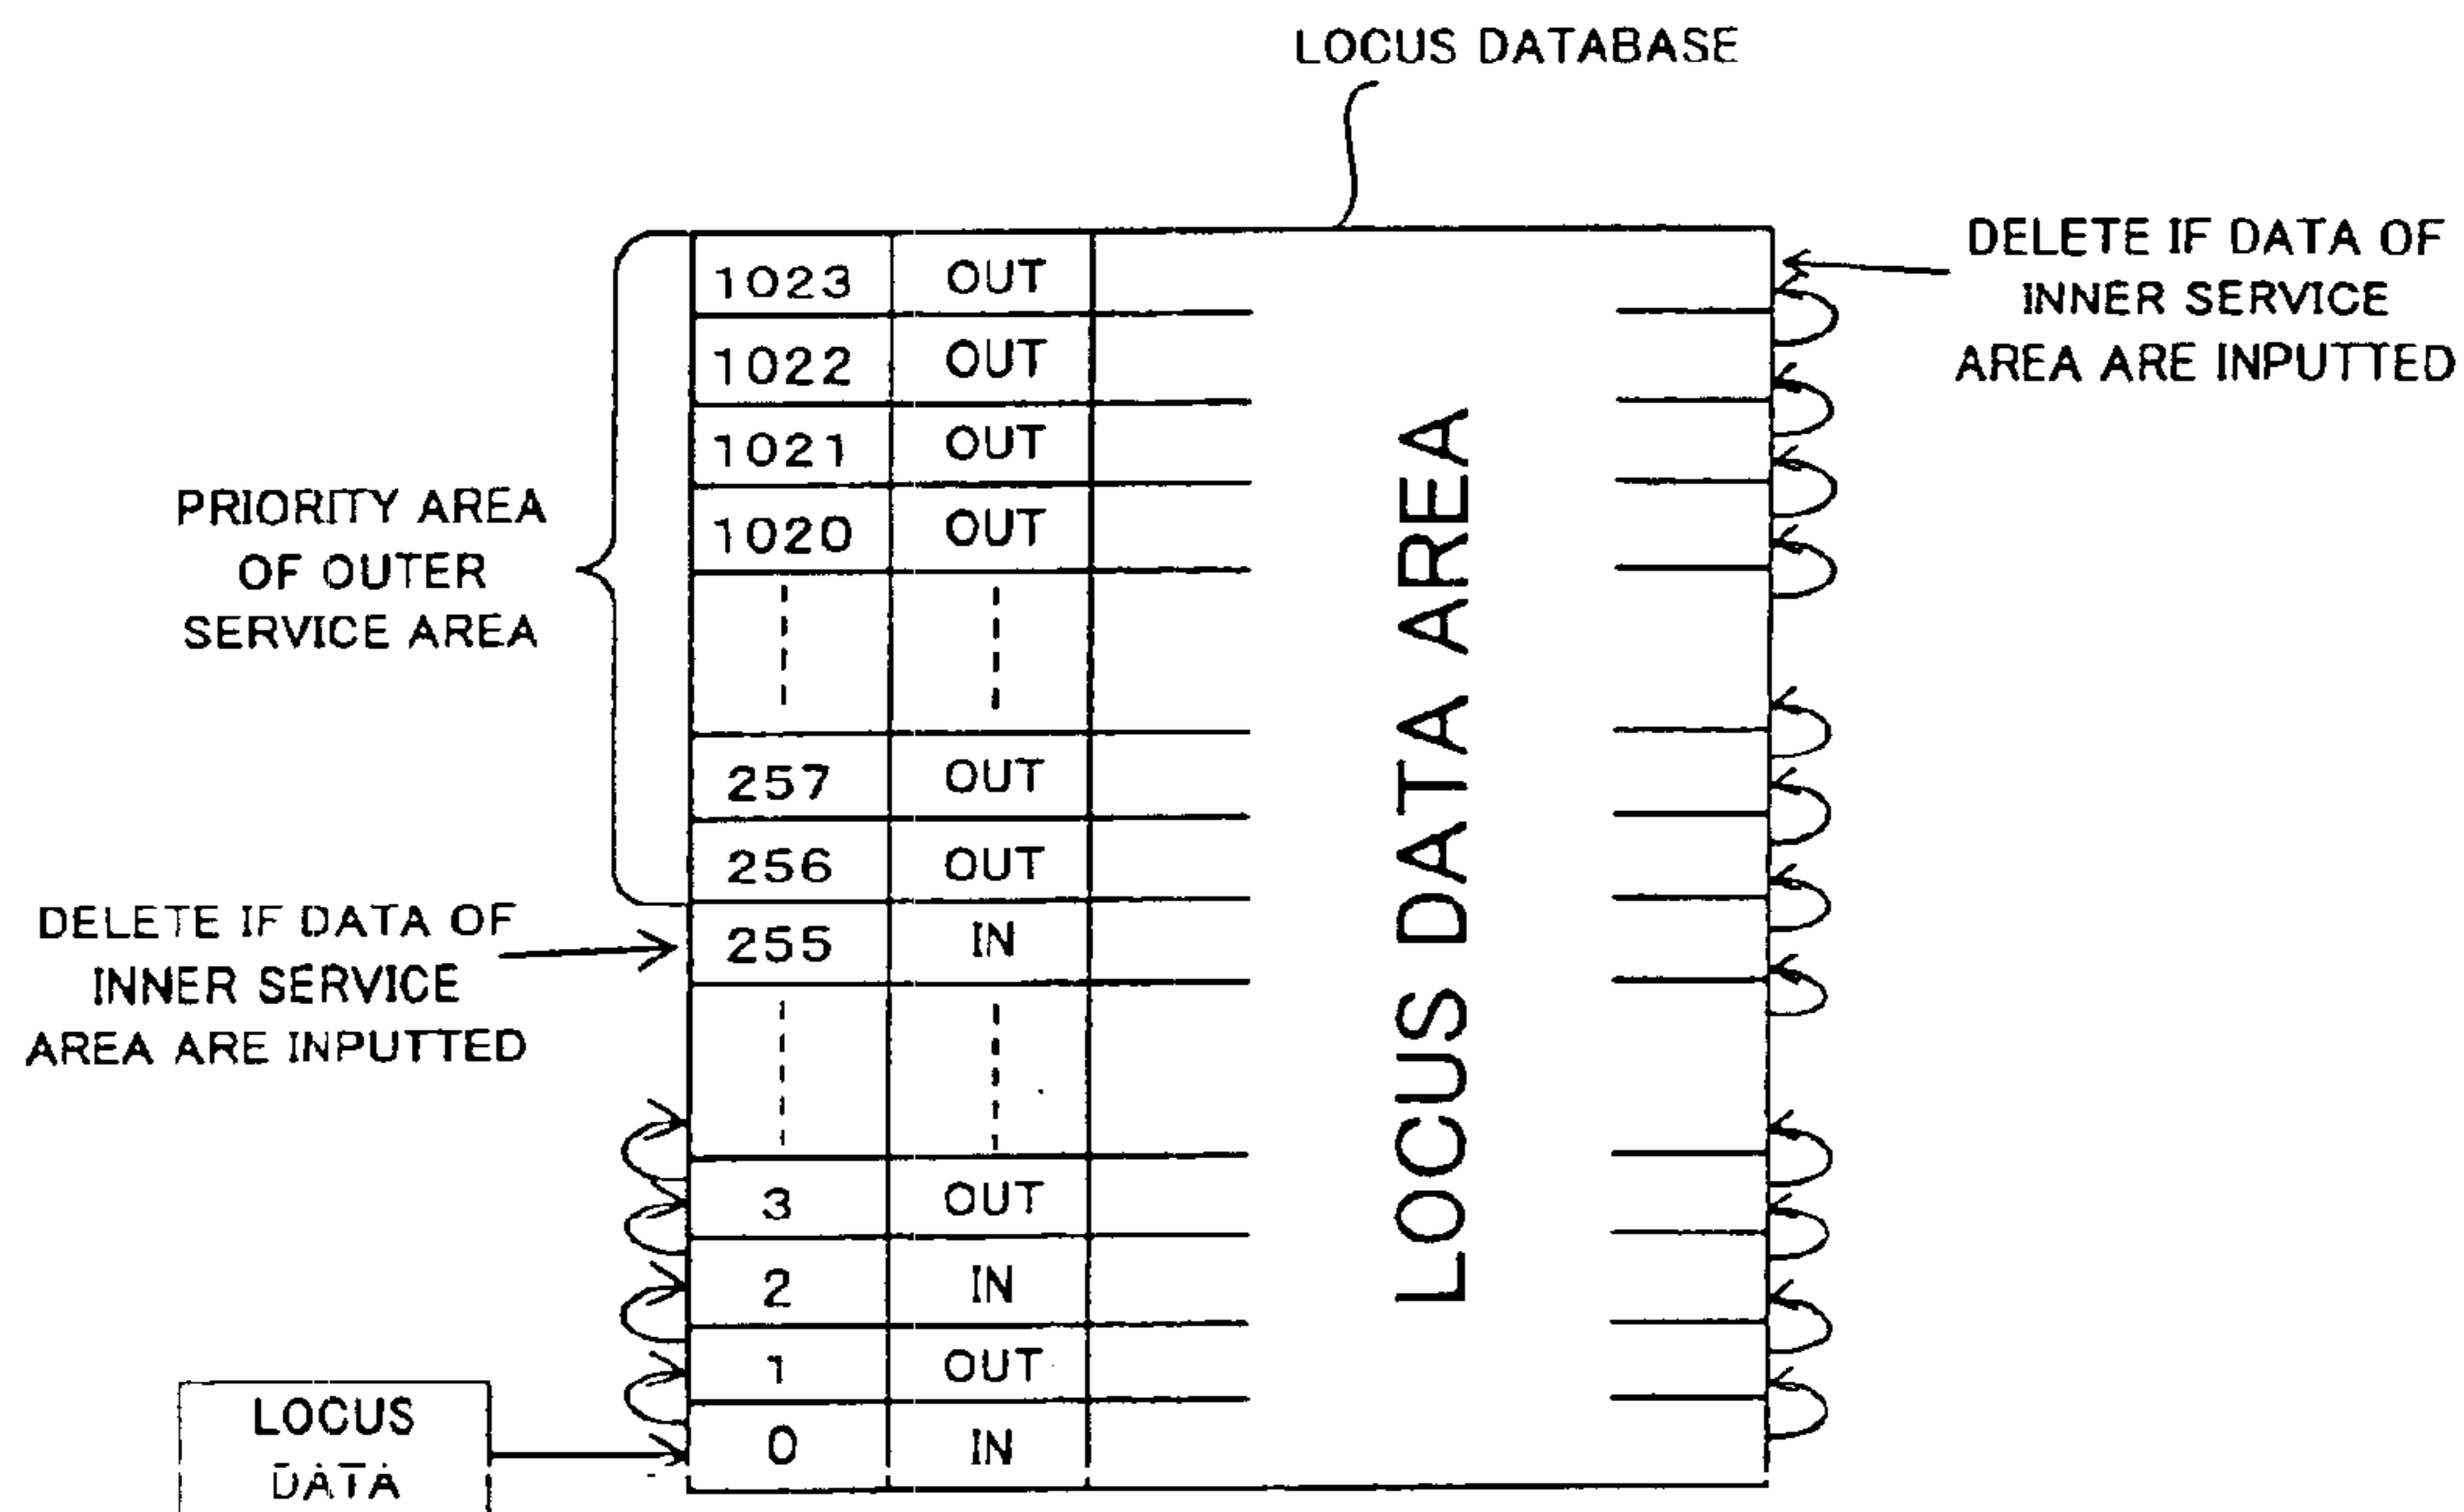 LOCUS DATABASE
DELETE IF DATA OF
INNER SERVICE
AREA ARE INPUTTED
1023 OUT
1022 OUT
1021 OUT
1020 OUT
PRIORITY AREA
OF OUTER
SERVICE AREA
LOCUS DATA AREA
257 OUT
256 OUT
255 IN
DELETE IF DATA OF
INNER SERVICE
AREA ARE INPUTTED
3 OUT
2 IN
1 OUT
0 IN
LOCUS
DATA